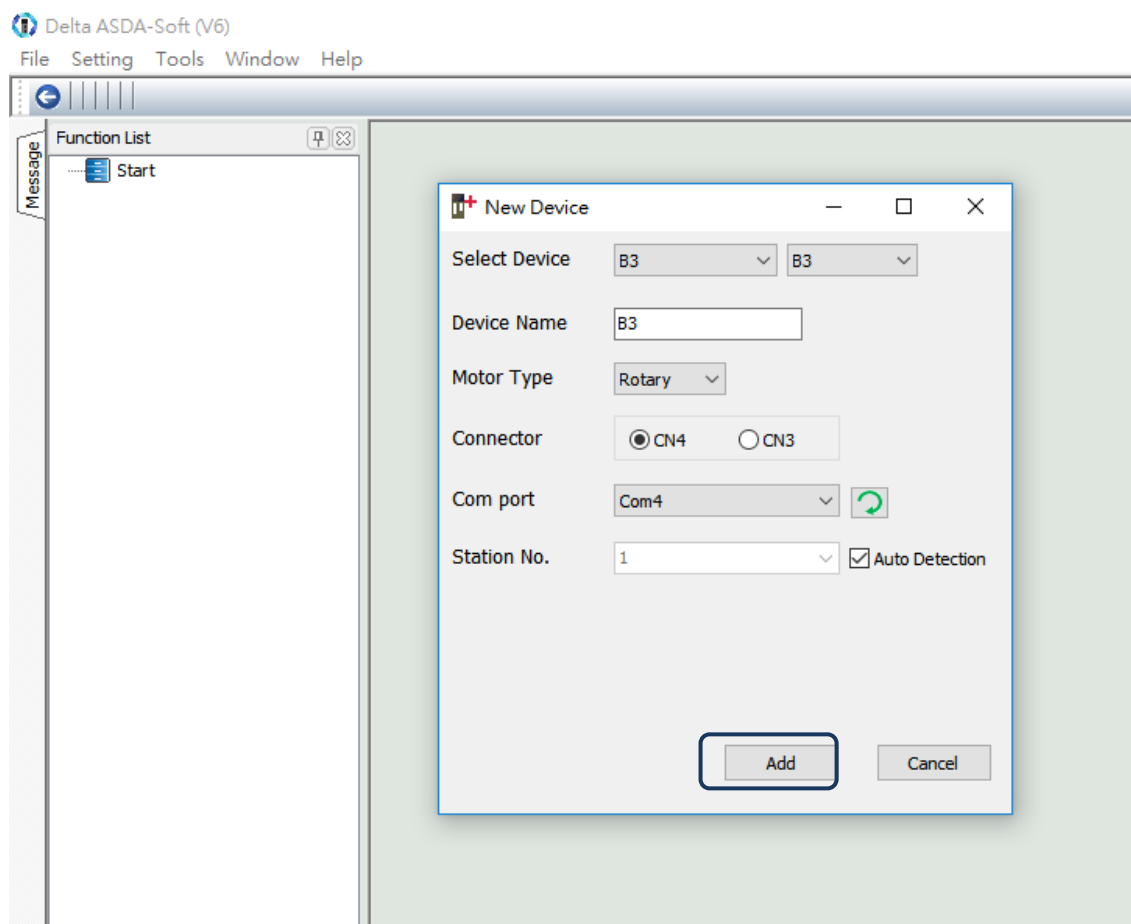 Delta ASDA-Soft (V6)
File Setting Tools Window Help
Message
Function List
Start
New Device
Select Device B3 B3
Device Name B3
Motor Type Rotary
Connector CN4 CN3
Com port Com4
Station No. 1 Auto Detection
Add Cancel